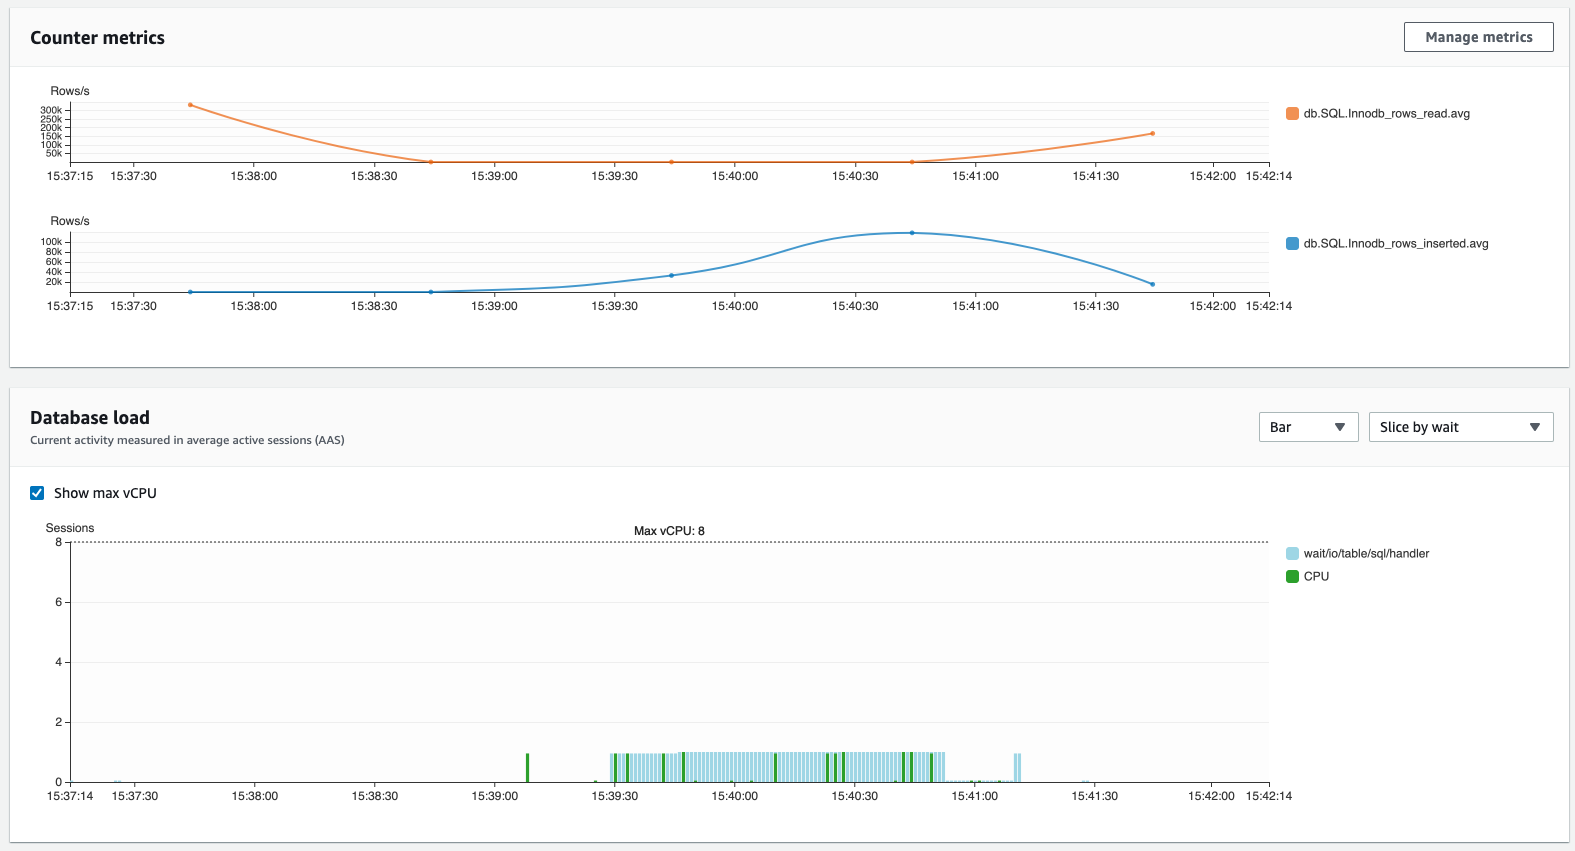 Counter metrics
Manage metrics
Rows/s
300k
250k
200k
150k
100k
50k
15:37:15 15:37:30 15:38:00 15:38:30 15:39:00 15:39:30 15:40:00 15:40:30 15:41:00 15:41:30 15:42:00 15:42:14
db.SQL.Innodb_rows_read.avg
Rows/s
100k
80k
60k
40k
20k
15:37:15 15:37:30 15:38:00 15:38:30 15:39:00 15:39:30 15:40:00 15:40:30 15:41:00 15:41:30 15:42:00 15:42:14
db.SQL.Innodb_rows_inserted.avg
Database load
Current activity measured in average active sessions (AAS)
Bar
Slice by wait
Show max vCPU
Sessions
Max vCPU: 8
8
6
4
2
0
15:37:14 15:37:30 15:38:00 15:38:30 15:39:00 15:39:30 15:40:00 15:40:30 15:41:00 15:41:30 15:42:00 15:42:14
wait/io/table/sql/handler
CPU